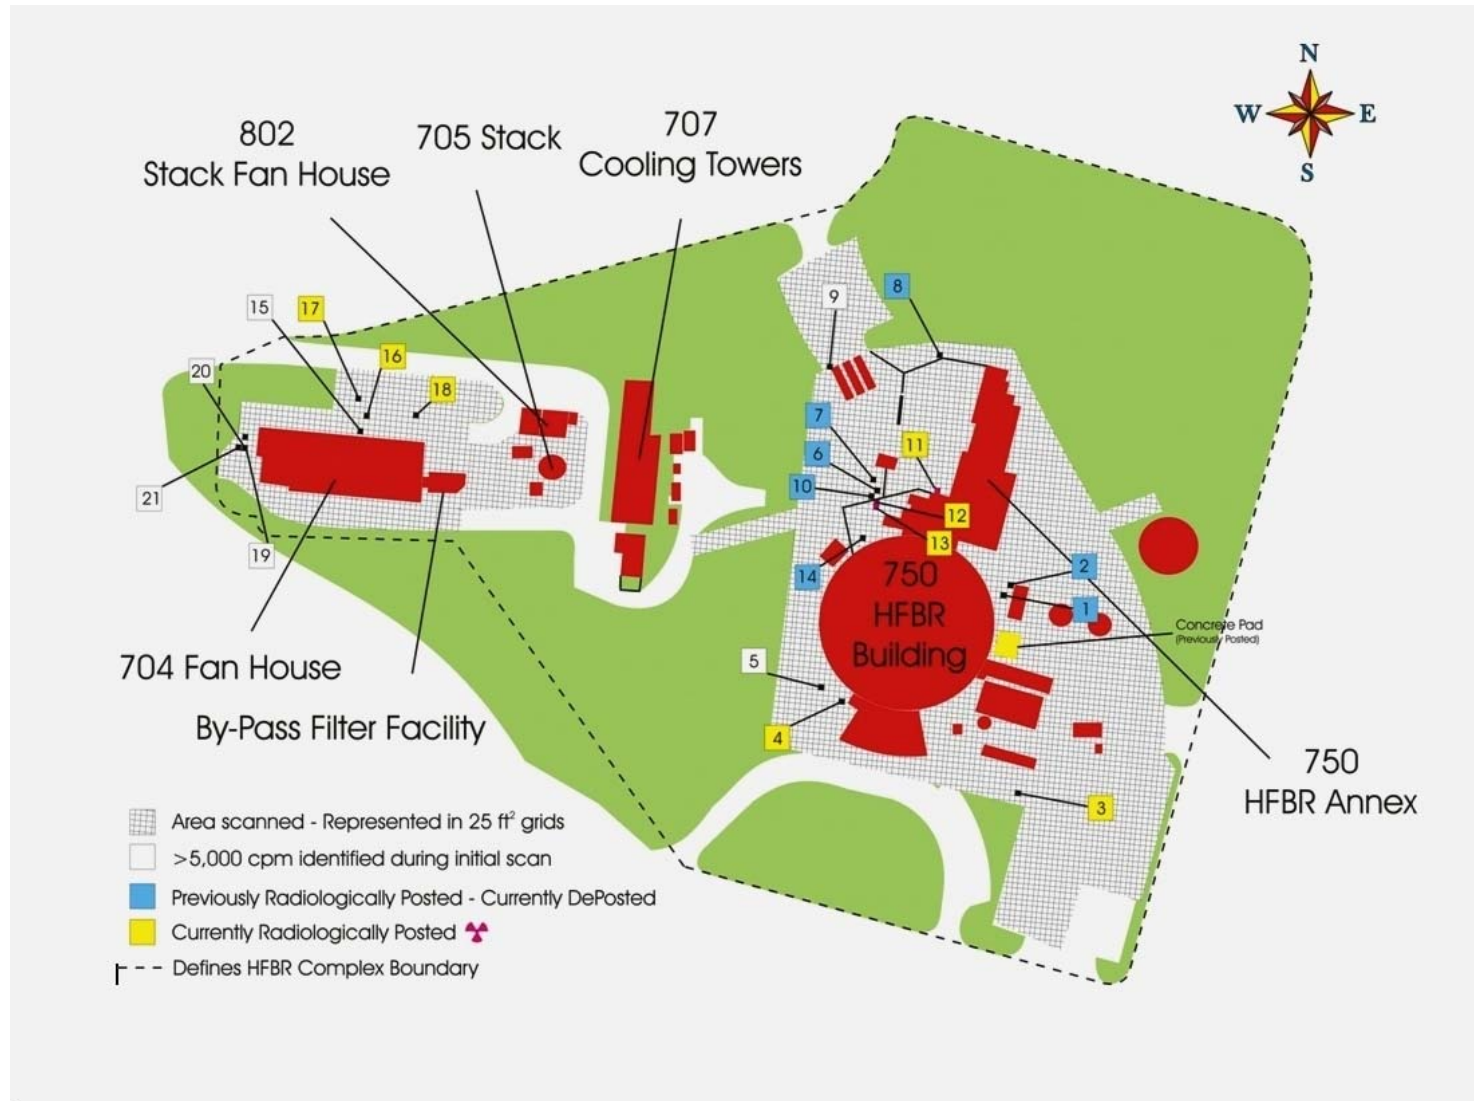 N
W E
S
802
Stack Fan House
705 Stack
707
Cooling Towers
8
9
15
17
16
20
18
7
11
6
10
21
12
13
19
14
2
750
HFBR
Building
1
Concrete Pad
(Previously Posted)
5
4
704 Fan House
By-Pass Filter Facility
750
HFBR Annex
3
Area scanned - Represented in 25 ft² grids
>5,000 cpm identified during initial scan
Previously Radiologically Posted - Currently DePosted
Currently Radiologically Posted
Defines HFBR Complex Boundary